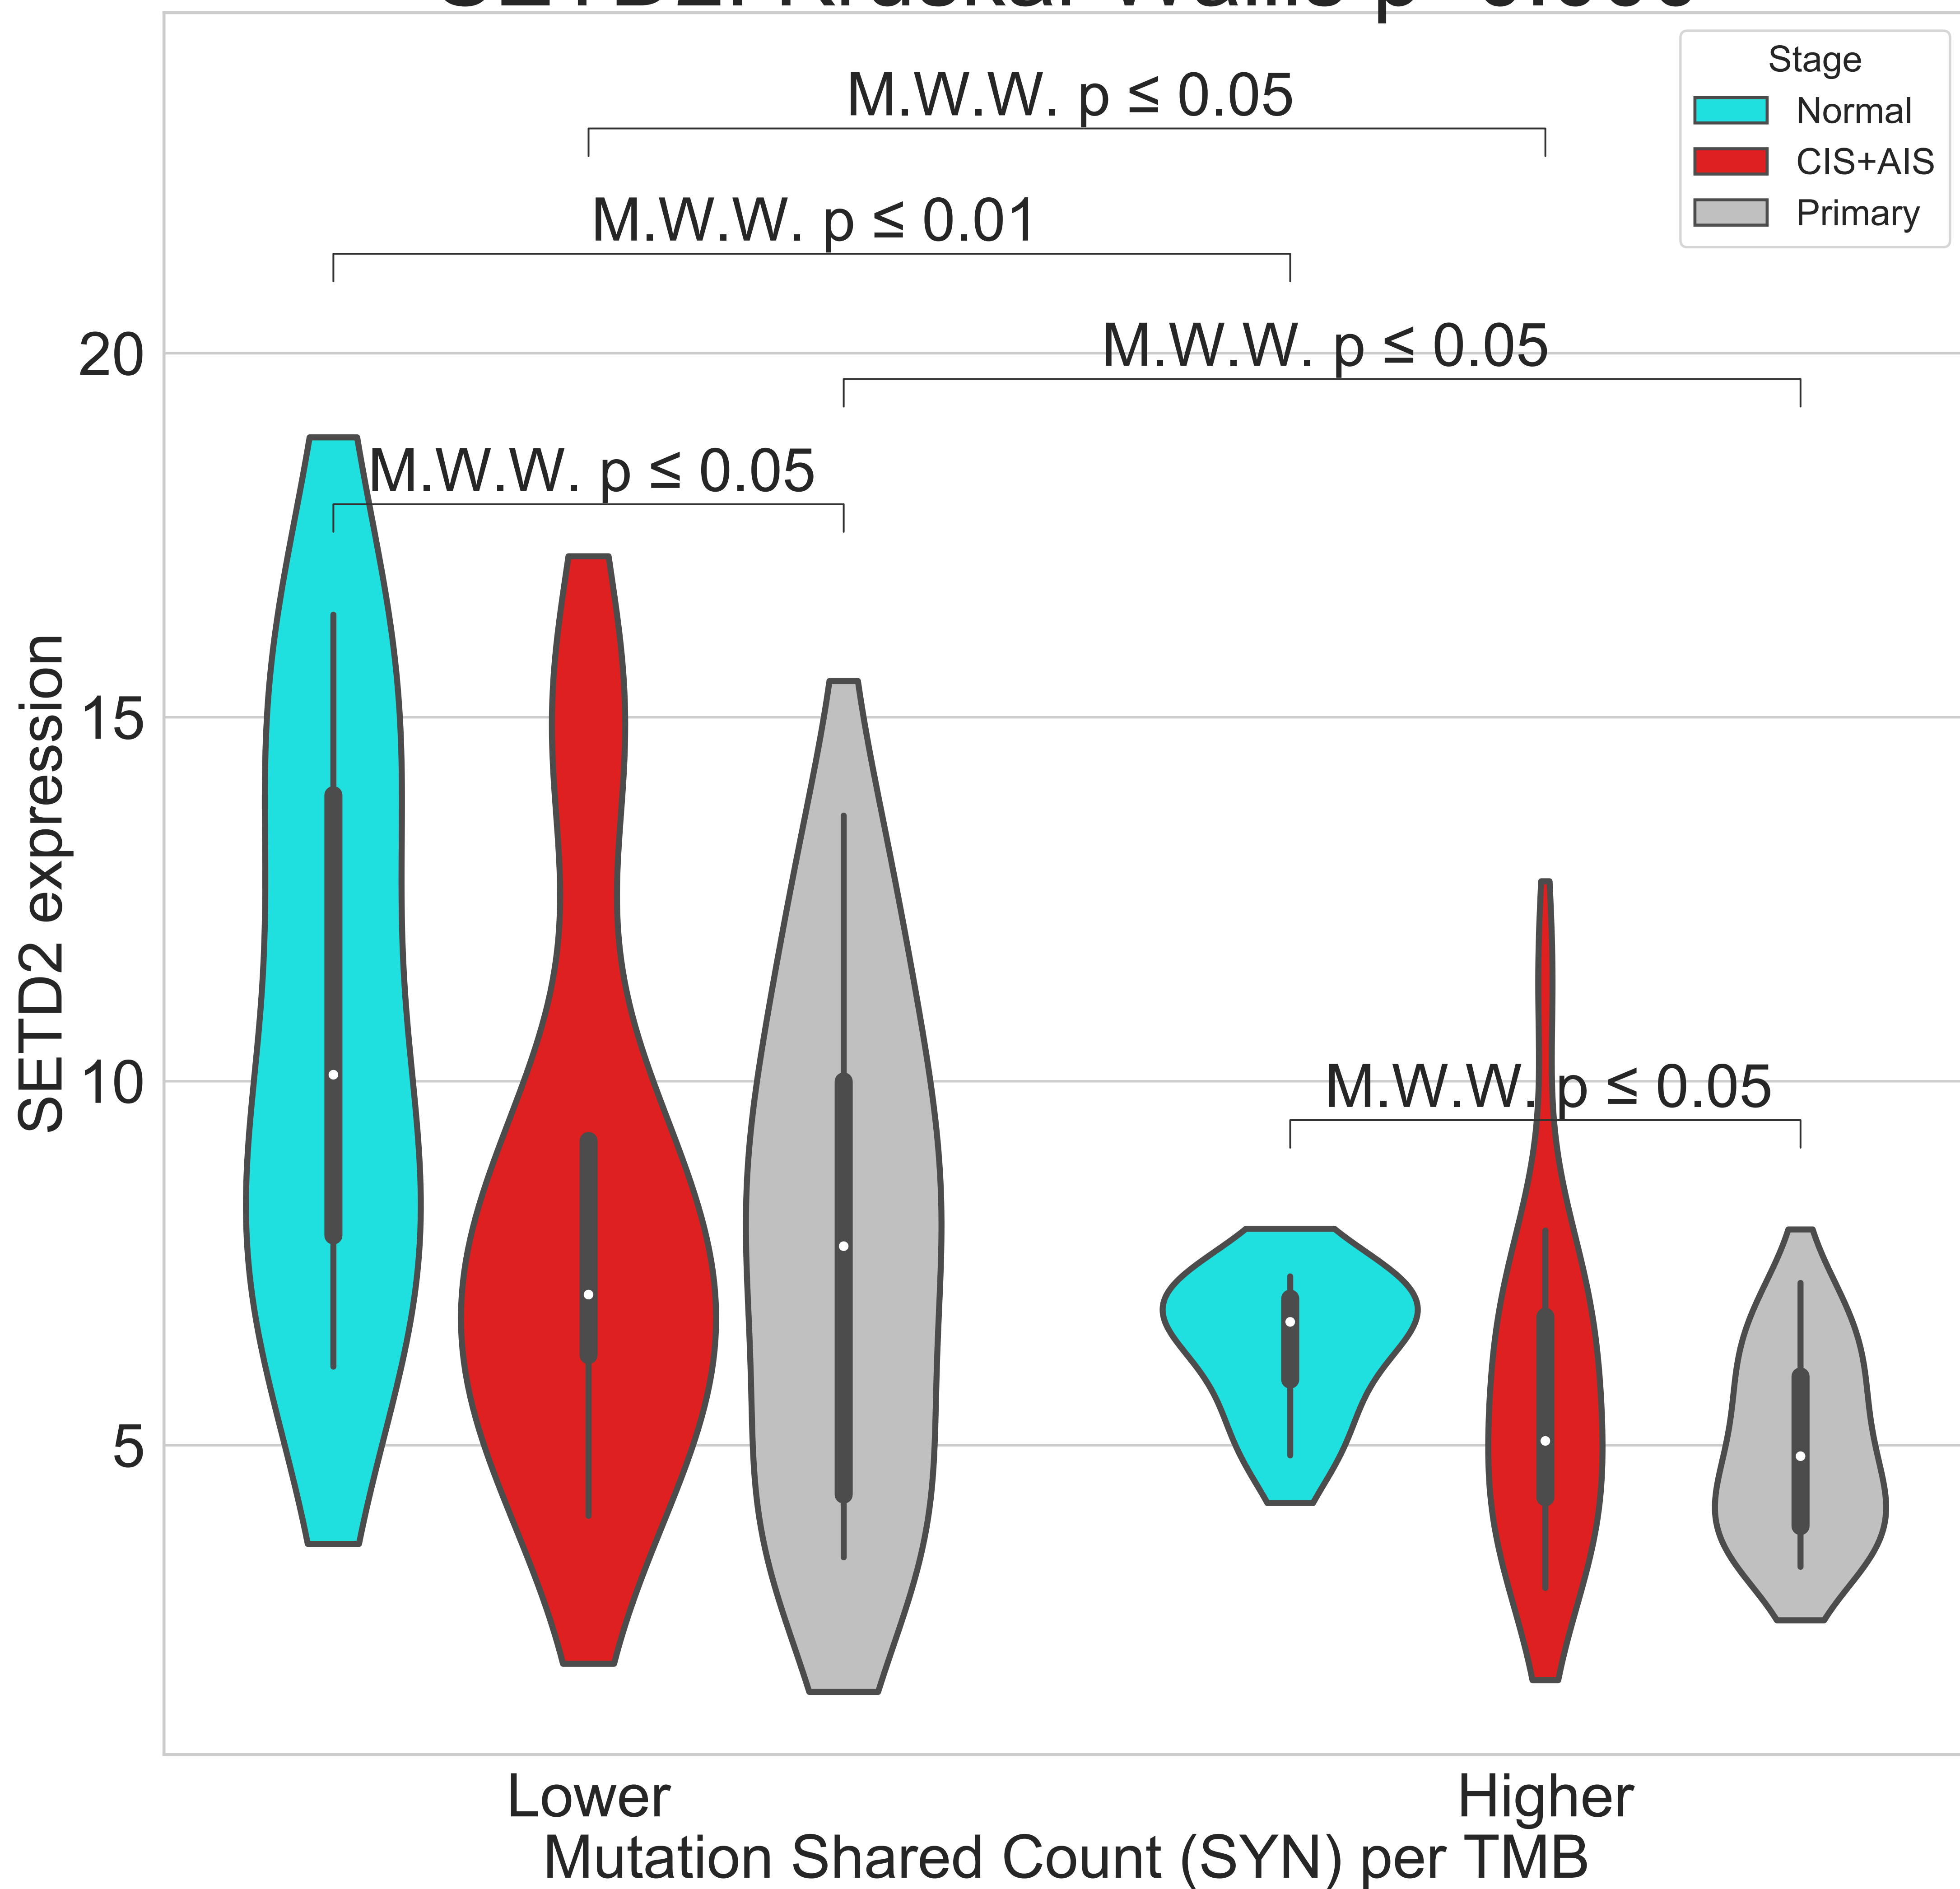 Stage
Normal
CIS+AIS
Primary
M.W.W. p ≤ 0.05
M.W.W. p ≤ 0.01
M.W.W. p ≤ 0.05
M.W.W. p ≤ 0.05
M.W.W. p ≤ 0.05
SETD2 expression
20
15
10
5
Lower
Higher
Mutation Shared Count (SYN) per TMB